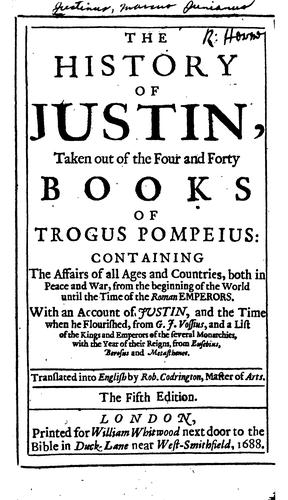 Justinus, Marcus Junianus
THE
HISTORY
OF
JUSTIN,
Taken out of the Four and Forty
BOOKS
OF
TROGUS POMPEIUS:
CONTAINING
The Affairs of all Ages and Countries, both in
Peace and War, from the beginning of the World
until the Time of the Roman EMPERORS.
With an Account of JUSTIN, and the Time
when he Flourished, from G. J. Vossius, and a List
of the Kings and Emperors of the several Monarchies,
with the Year of their Reigns, from Eusebius,
Berosus and Metasthenes.
Translated into English by Rob. Codrington, Master of Arts.
The Fifth Edition.
LONDON,
Printed for William Whitwood next door to the
Bible in Duck-Lane near West-Smithfield, 1688.